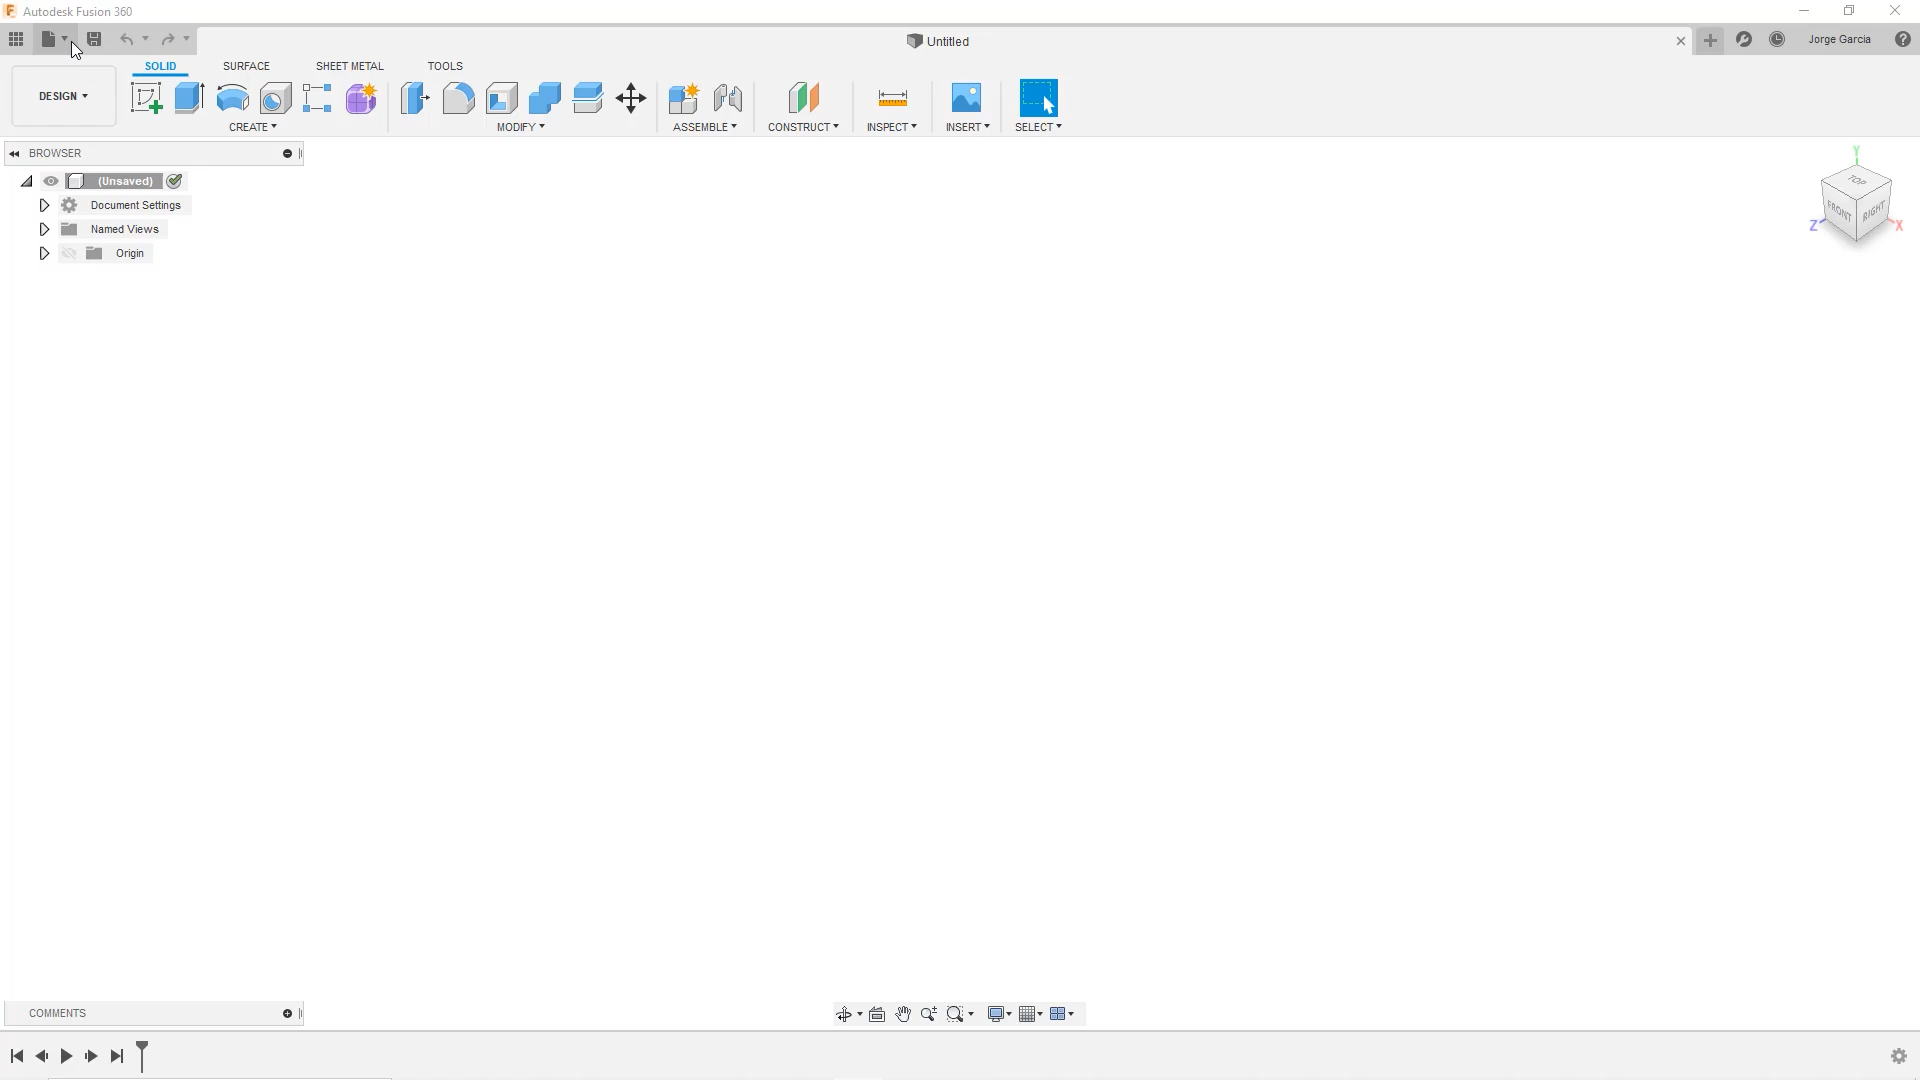 Autodesk Fusion 360
Untitled
Jorge Garcia
SOLID SURFACE SHEET METAL TOOLS
DESIGN
CREATE MODIFY ASSEMBLE CONSTRUCT INSPECT INSERT SELECT
BROWSER
(Unsaved)
Document Settings
Named Views
Origin
Y
TOP
FRONT
RIGHT
Z
X
COMMENTS